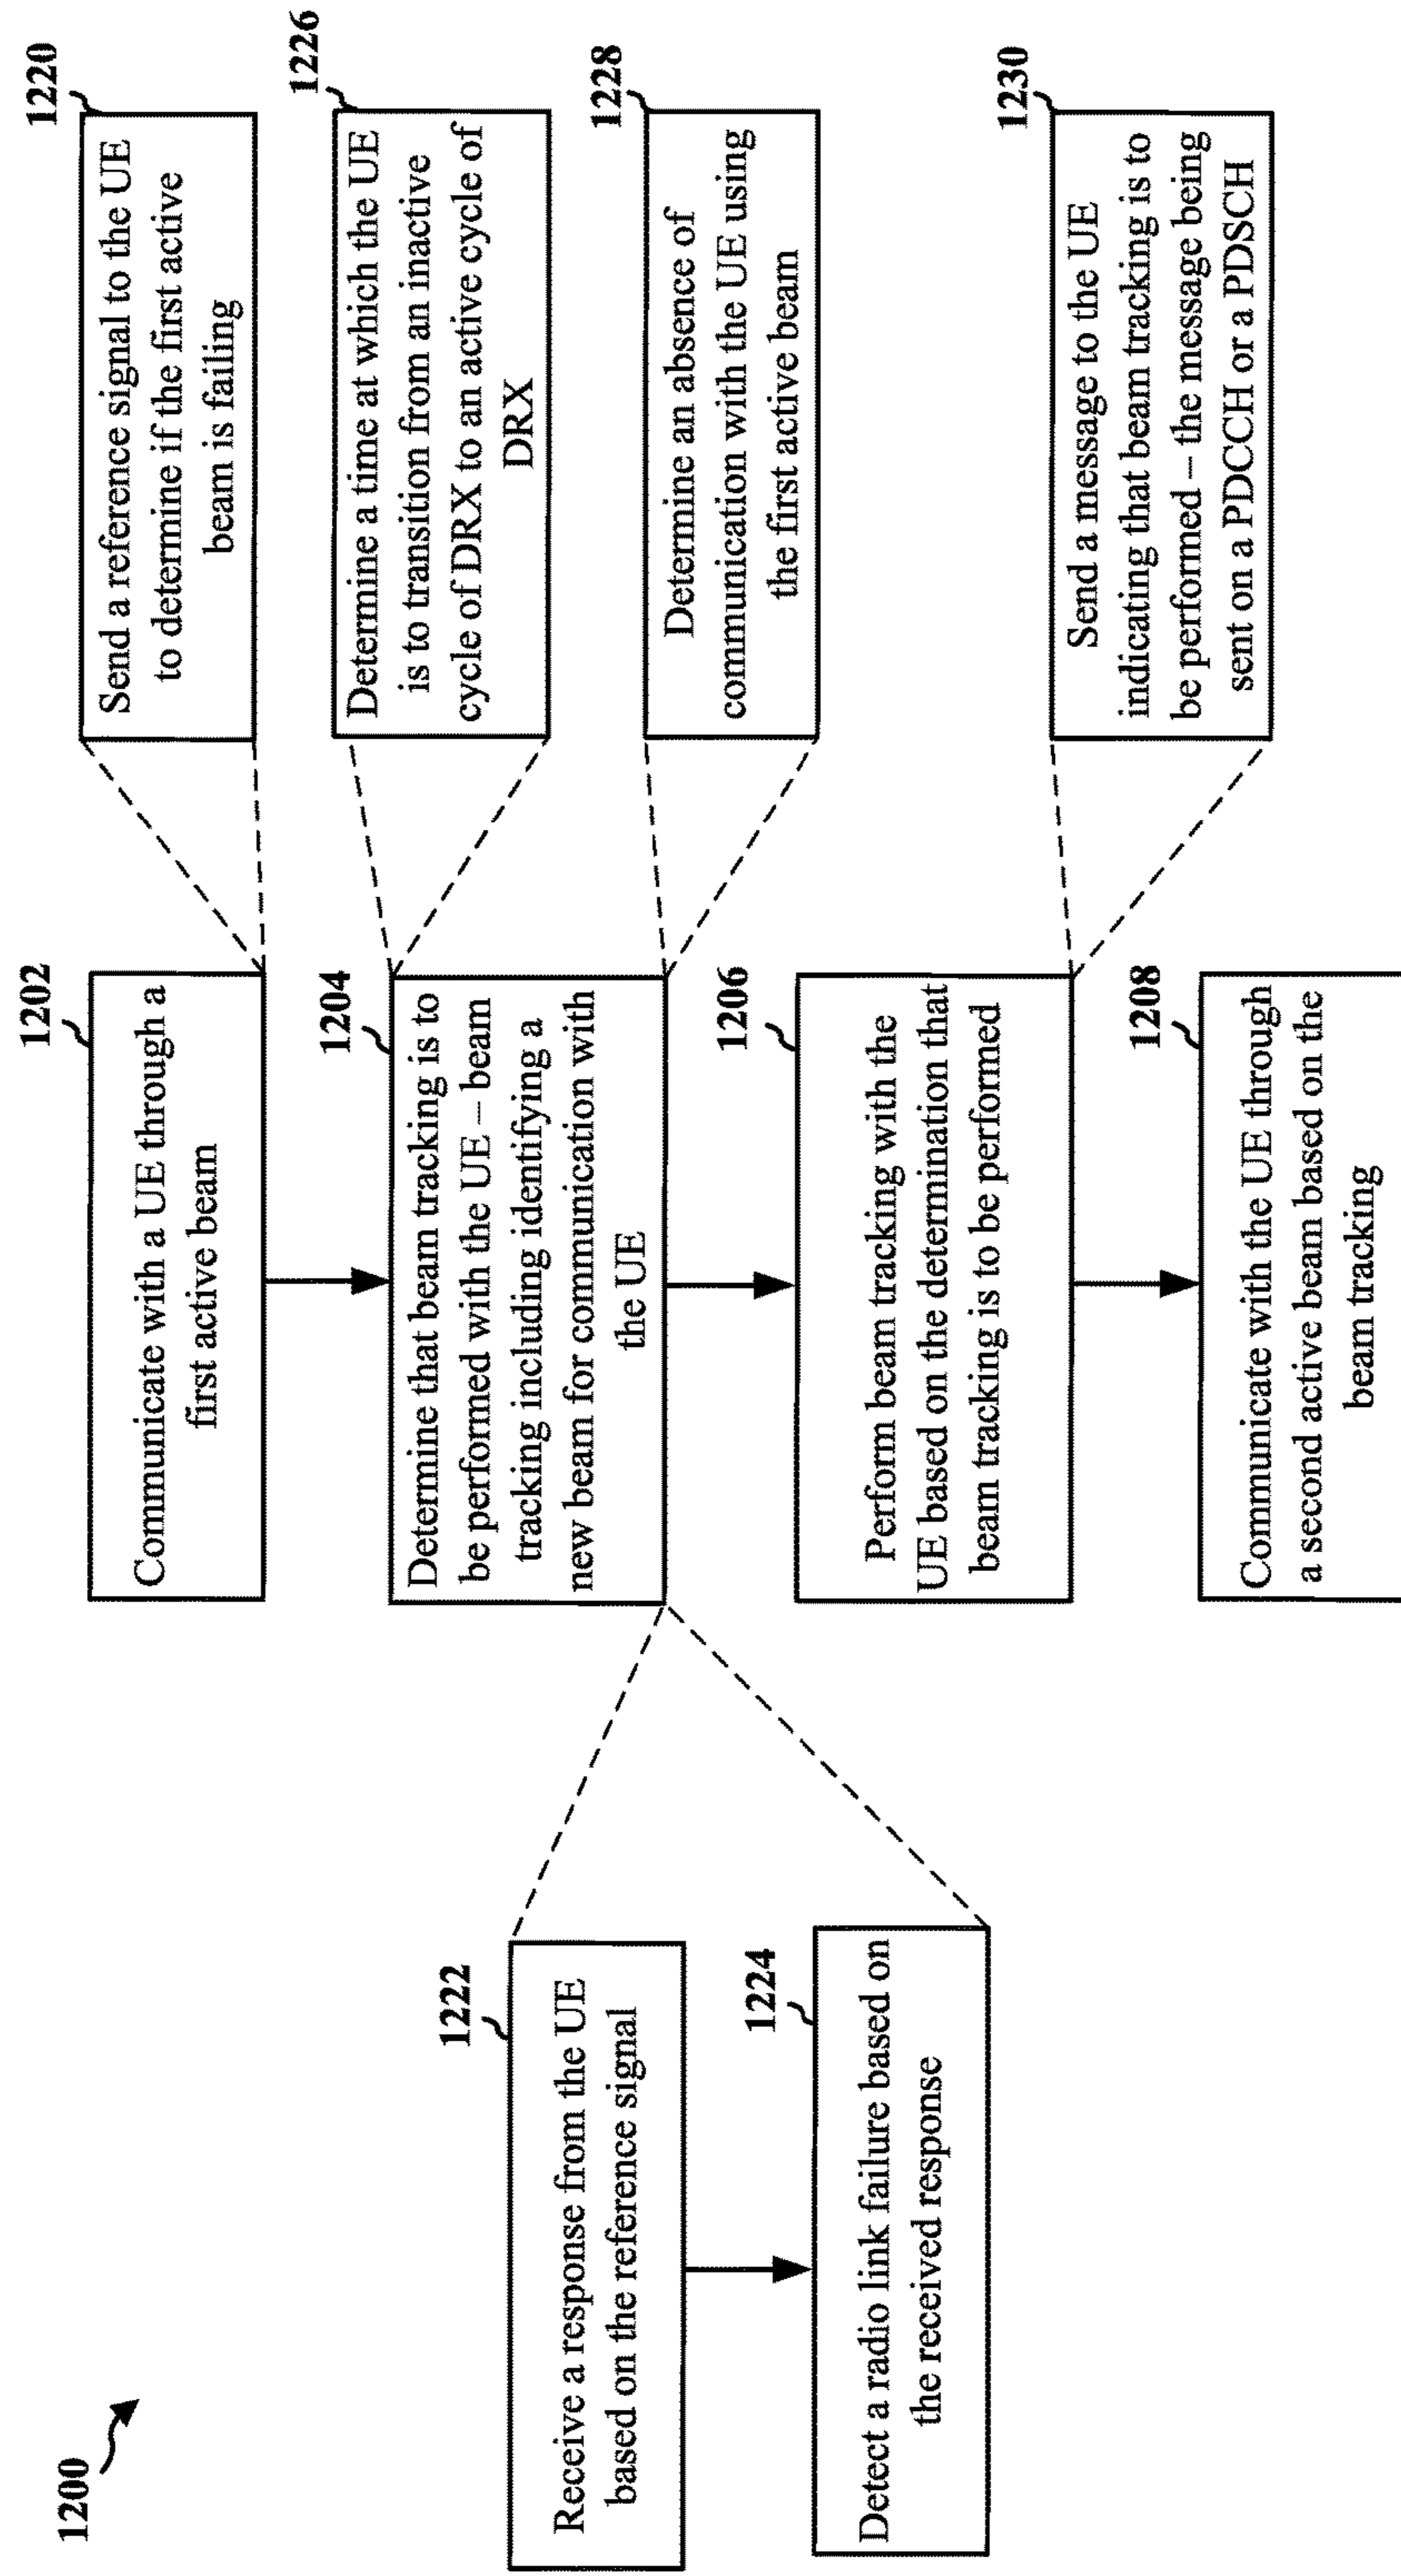 1200
1202
Communicate with a UE through a
first active beam
1204
Determine that beam tracking is to
be performed with the UE – beam
tracking including identifying a
new beam for communication with
the UE
1206
Perform beam tracking with the
UE based on the determination that
beam tracking is to be performed
1208
Communicate with the UE through
a second active beam based on the
beam tracking
1222
Receive a response from the UE
based on the reference signal
1224
Detect a radio link failure based on
the received response
1220
Send a reference signal to the UE
to determine if the first active
beam is failing
1226
Determine a time at which the UE
is to transition from an inactive
cycle of DRX to an active cycle of
DRX
1228
Determine an absence of
communication with the UE using
the first active beam
1230
Send a message to the UE
indicating that beam tracking is to
be performed – the message being
sent on a PDCCH or a PDSCH